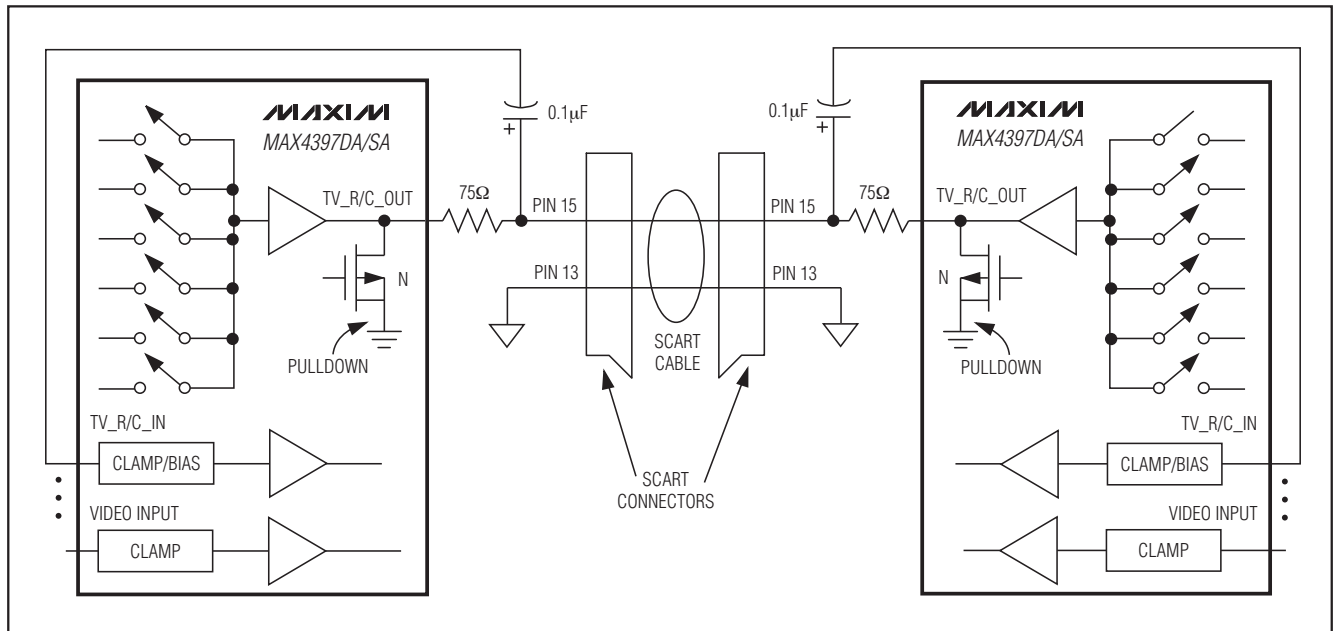 MAXIM
MAX4397DA/SA
0.1µF
+
TV_R/C_OUT
75Ω
PIN 15
PIN 13
N
PULLDOWN
TV_R/C_IN
CLAMP/BIAS
VIDEO INPUT
CLAMP
SCART
CABLE
SCART
CONNECTORS
0.1µF
+
PIN 15
PIN 13
75Ω
MAXIM
MAX4397DA/SA
TV_R/C_OUT
N
PULLDOWN
TV_R/C_IN
CLAMP/BIAS
VIDEO INPUT
CLAMP